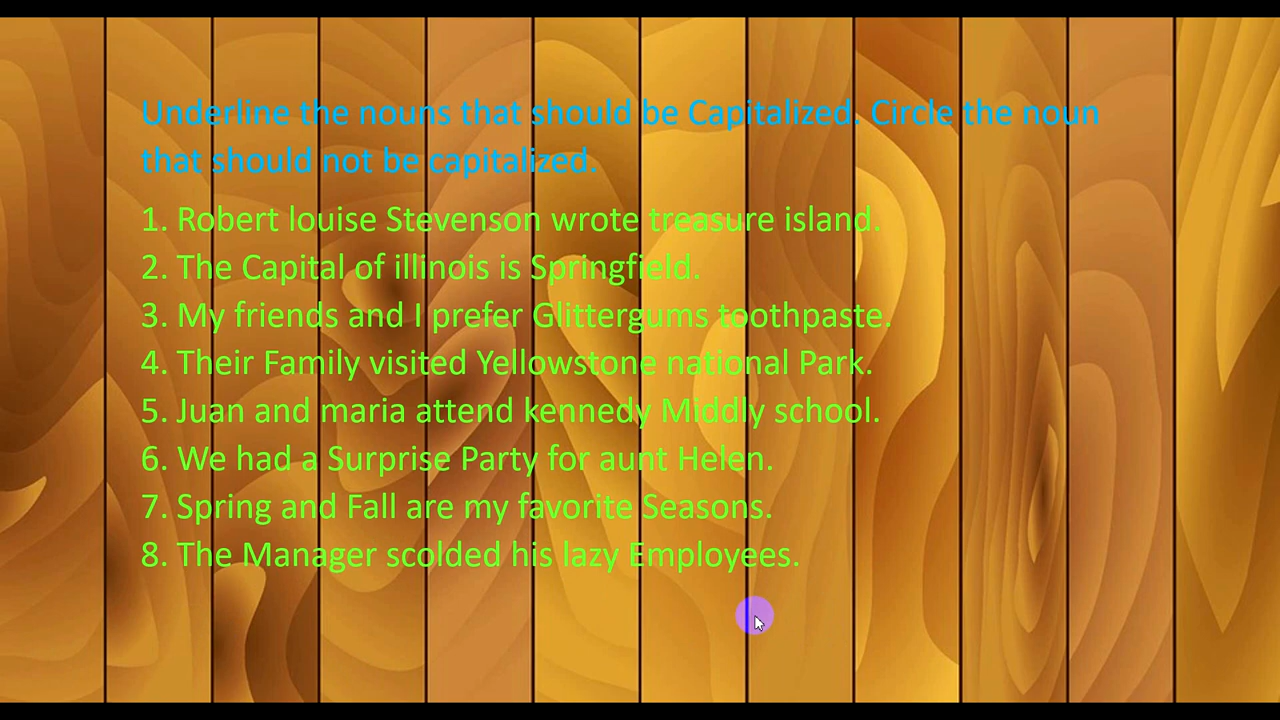 Underline the nouns that should be Capitalized. Circle the noun
that should not be capitalized.
1. Robert louise Stevenson wrote treasure island.
2. The Capital of illinois is Springfield.
3. My friends and I prefer Glittergums toothpaste.
4. Their Family visited Yellowstone national Park.
5. Juan and maria attend kennedy Middly school.
6. We had a Surprise Party for aunt Helen.
7. Spring and Fall are my favorite Seasons.
8. The Manager scolded his lazy Employees.